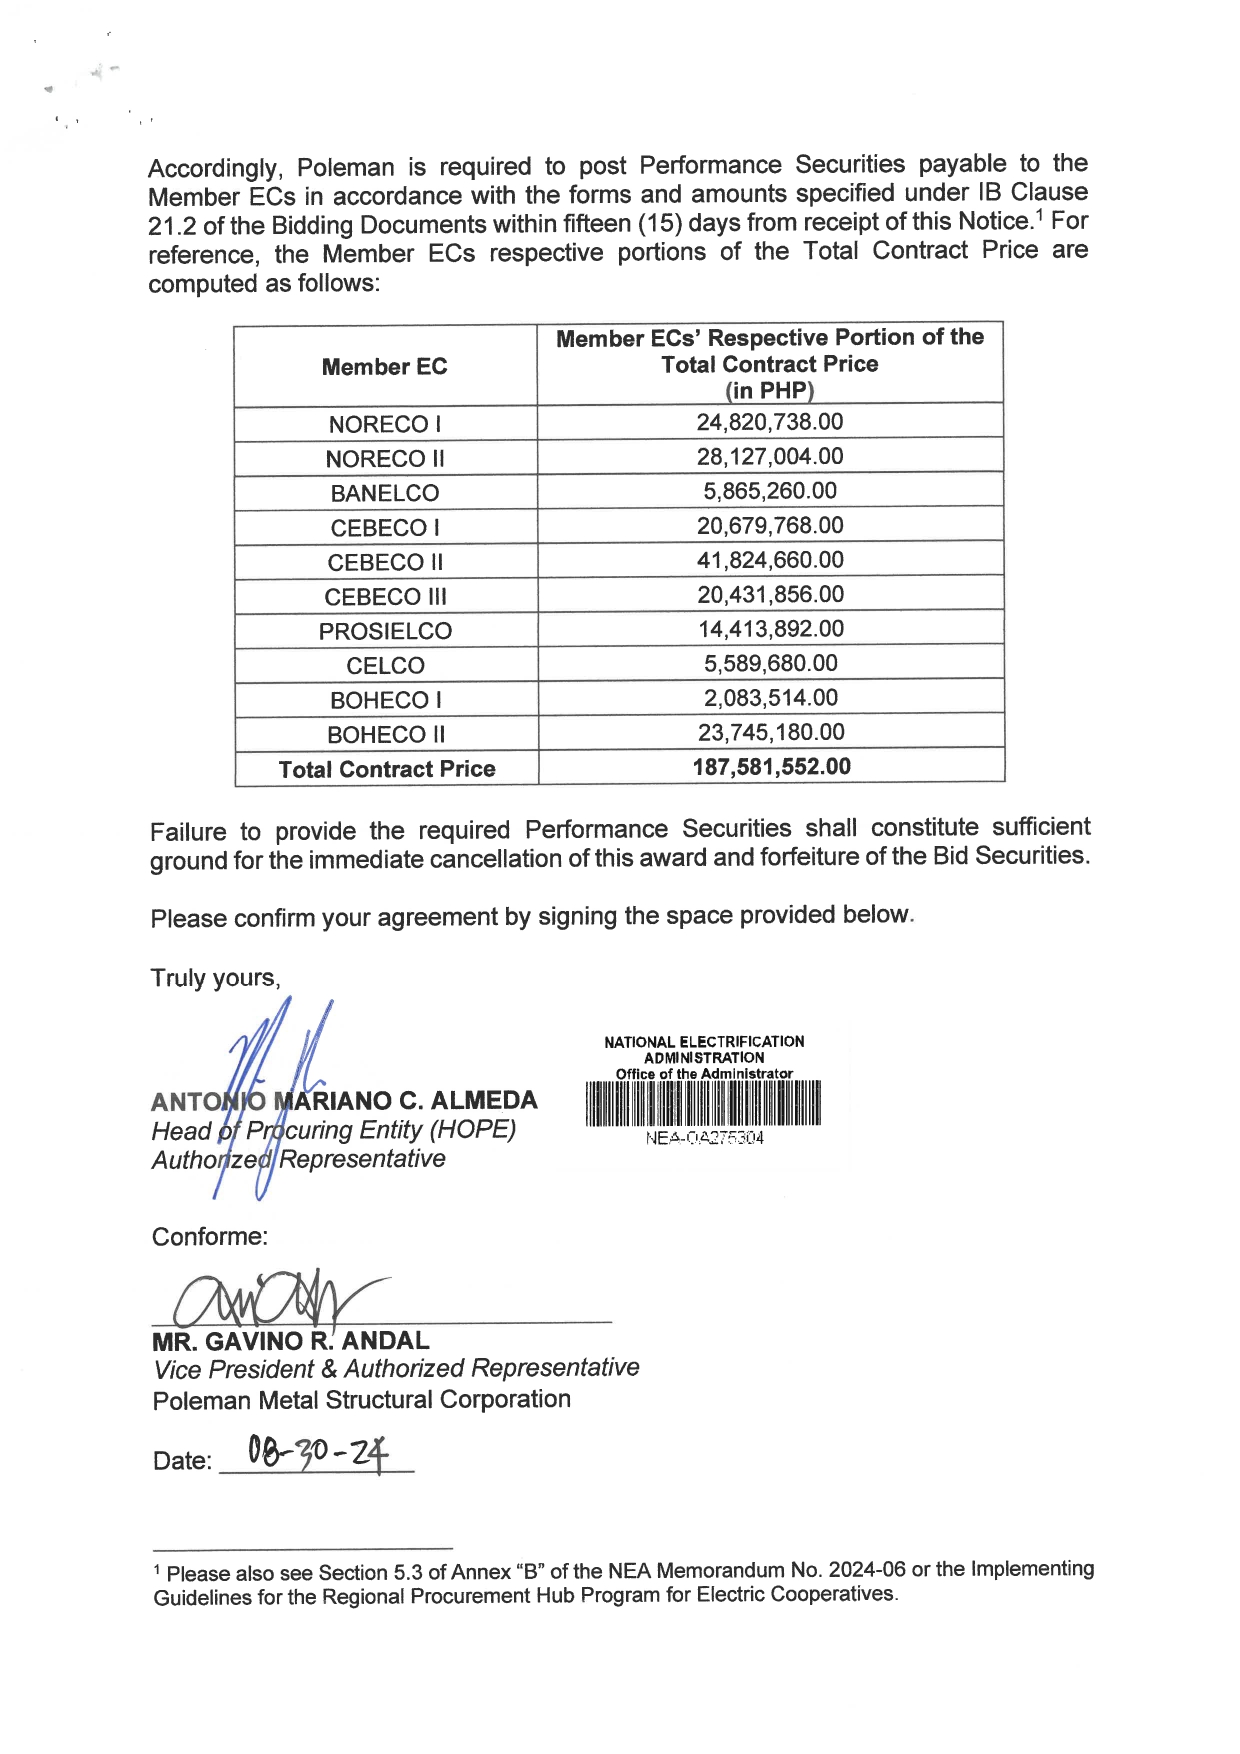 Accordingly, Poleman is required to post Performance Securities payable to the
Member ECs in accordance with the forms and amounts specified under IB Clause
21.2 of the Bidding Documents within fifteen (15) days from receipt of this Notice.¹ For
reference, the Member ECs respective portions of the Total Contract Price are
computed as follows:
Member EC
Member ECs' Respective Portion of the
Total Contract Price
(in PHP)
NORECO I 24,820,738.00
NORECO II 28,127,004.00
BANELCO 5,865,260.00
CEBECO I 20,679,768.00
CEBECO II 41,824,660.00
CEBECO III 20,431,856.00
PROSIELCO 14,413,892.00
CELCO 5,589,680.00
BOHECO I 2,083,514.00
BOHECO II 23,745,180.00
Total Contract Price 187,581,552.00
Failure to provide the required Performance Securities shall constitute sufficient
ground for the immediate cancellation of this award and forfeiture of the Bid Securities.
Please confirm your agreement by signing the space provided below.
Truly yours,
ANTONIO MARIANO C. ALMEDA
Head of Procuring Entity (HOPE)
Authorized Representative
NATIONAL ELECTRIFICATION
ADMINISTRATION
Office of the Administrator
NEA-OA275304
Conforme:
MR. GAVINO R. ANDAL
Vice President & Authorized Representative
Poleman Metal Structural Corporation
Date: 08-30-24
¹ Please also see Section 5.3 of Annex “B” of the NEA Memorandum No. 2024-06 or the Implementing
Guidelines for the Regional Procurement Hub Program for Electric Cooperatives.